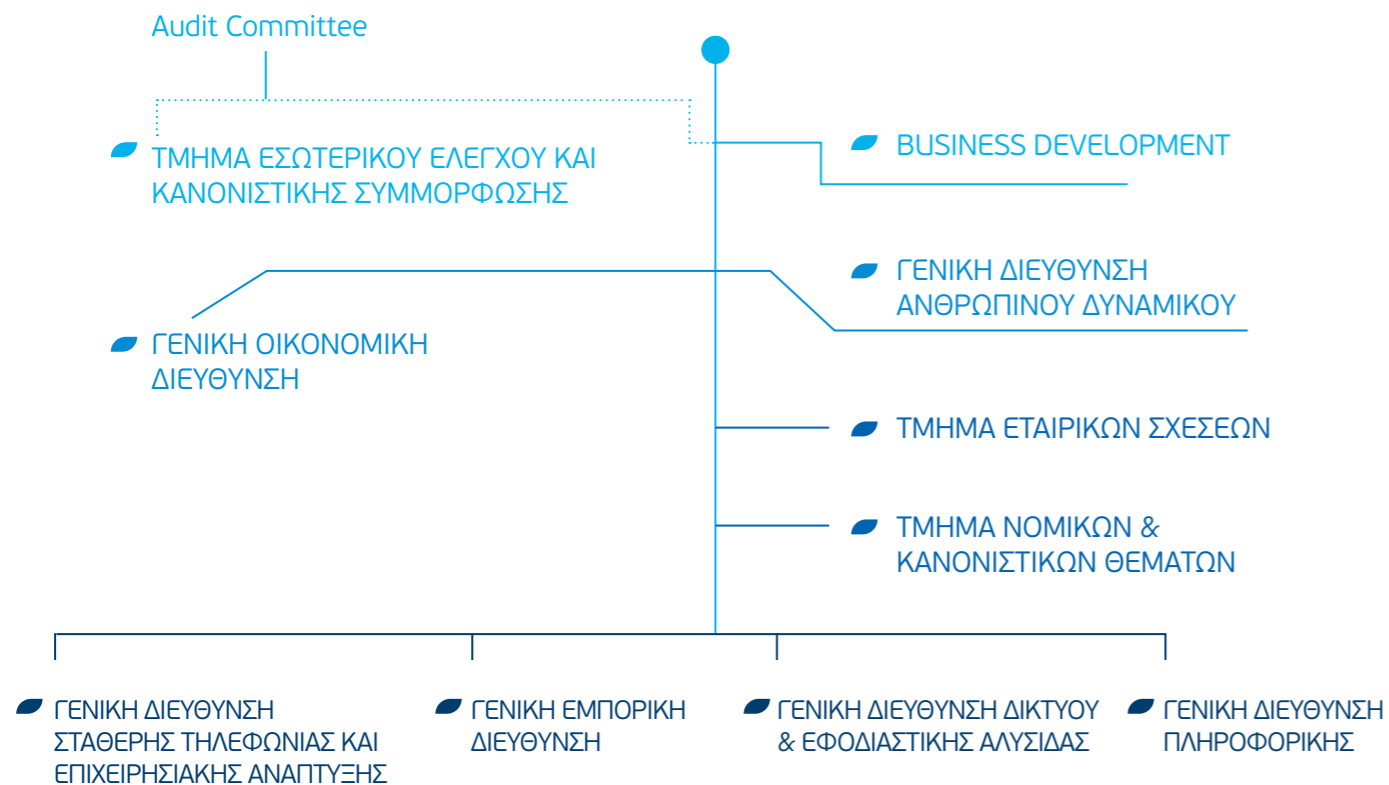 Audit Committee
ΤΜΗΜΑ ΕΣΩΤΕΡΙΚΟΥ ΕΛΕΓΧΟΥ ΚΑΙ
ΚΑΝΟΝΙΣΤΙΚΗΣ ΣΥΜΜΟΡΦΩΣΗΣ
BUSINESS DEVELOPMENT
ΓΕΝΙΚΗ ΔΙΕΥΘΥΝΣΗ
ΑΝΘΡΩΠΙΝΟΥ ΔΥΝΑΜΙΚΟΥ
ΓΕΝΙΚΗ ΟΙΚΟΝΟΜΙΚΗ
ΔΙΕΥΘΥΝΣΗ
ΤΜΗΜΑ ΕΤΑΙΡΙΚΩΝ ΣΧΕΣΕΩΝ
ΤΜΗΜΑ ΝΟΜΙΚΩΝ &
ΚΑΝΟΝΙΣΤΙΚΩΝ ΘΕΜΑΤΩΝ
ΓΕΝΙΚΗ ΔΙΕΥΘΥΝΣΗ
ΣΤΑΘΕΡΗΣ ΤΗΛΕΦΩΝΙΑΣ ΚΑΙ
ΕΠΙΧΕΙΡΗΣΙΑΚΗΣ ΑΝΑΠΤΥΞΗΣ
ΓΕΝΙΚΗ ΕΜΠΟΡΙΚΗ
ΔΙΕΥΘΥΝΣΗ
ΓΕΝΙΚΗ ΔΙΕΥΘΥΝΣΗ ΔΙΚΤΥΟΥ
& ΕΦΟΔΙΑΣΤΙΚΗΣ ΑΛΥΣΙΔΑΣ
ΓΕΝΙΚΗ ΔΙΕΥΘΥΝΣΗ
ΠΛΗΡΟΦΟΡΙΚΗΣ